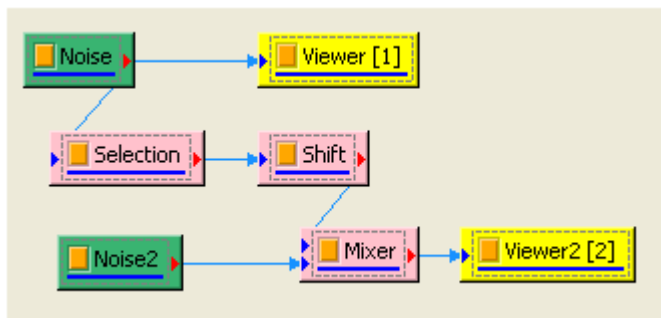 Noise
Viewer [1]
Selection
Shift
Noise2
Mixer
Viewer2 [2]